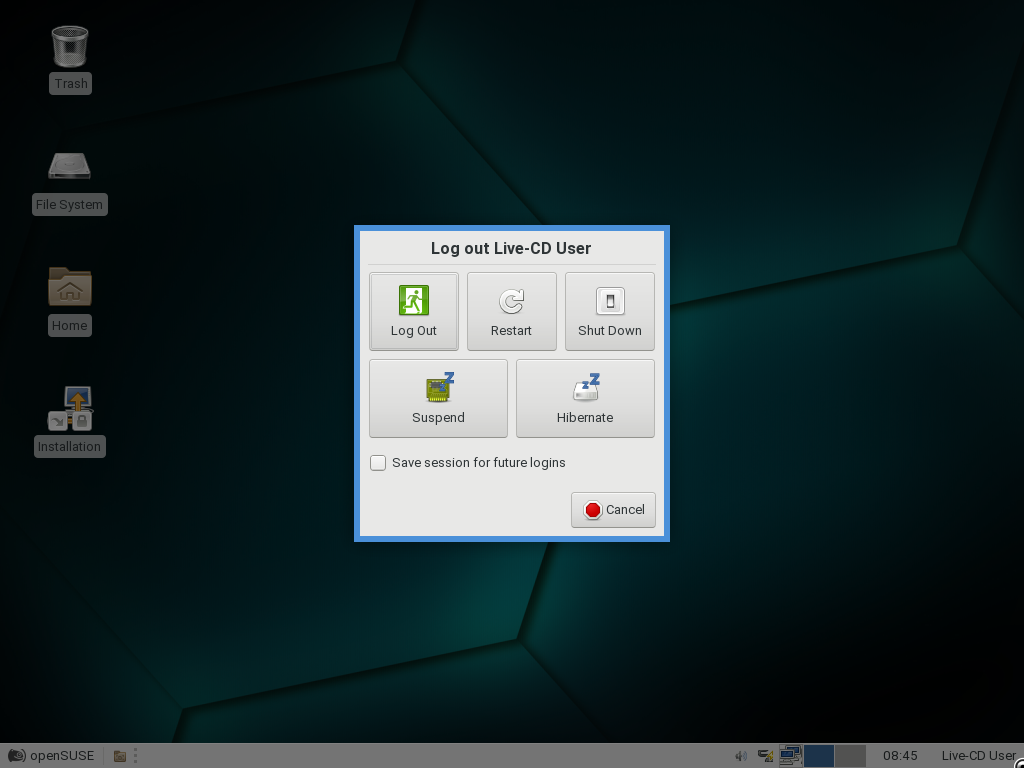 Trash
File System
Home
Installation
Log out Live-CD User
Log Out
Restart
Shut Down
Suspend
Hibernate
Save session for future logins
Cancel
openSUSE
08:45
Live-CD User